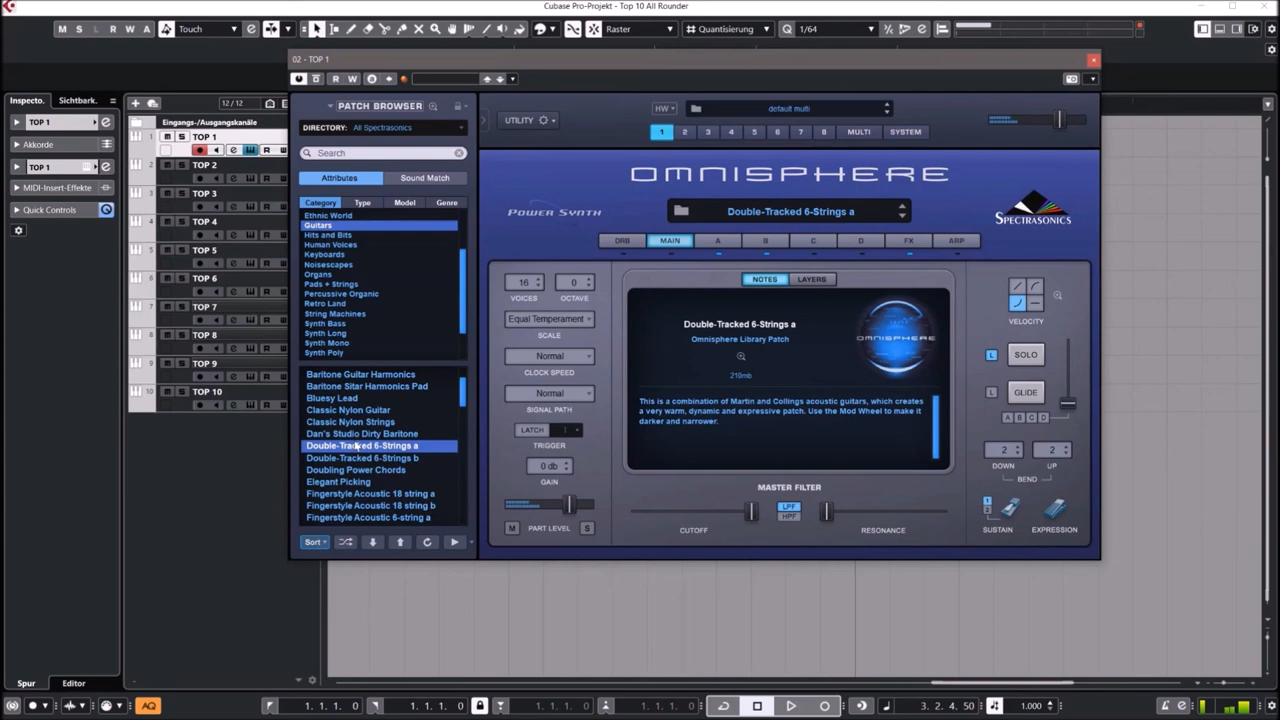 Cubase Pro-Projekt - Top 10 All Rounder
M S L R W A
Touch
Raster
Quantisierung
1/64
02 - TOP 1
R W
Inspecto.
Sichtbark.
TOP 1
Akkorde
TOP 1
MIDI-Insert-Effekte
Quick Controls
12 / 12
Eingangs-/Ausgangskanäle
1
TOP 1
2
TOP 2
3
TOP 3
4
TOP 4
5
TOP 5
6
TOP 6
7
TOP 7
8
TOP 8
9
TOP 9
10
TOP 10
PATCH BROWSER
DIRECTORY: All Spectrasonics
Search
Attributes
Sound Match
Category
Type
Model
Genre
Ethnic World
Guitars
Hits and Bits
Human Voices
Keyboards
Noisescapes
Organs
Pads + Strings
Percussive Organic
Retro Land
String Machines
Synth Bass
Synth Long
Synth Mono
Synth Poly
Baritone Guitar Harmonics
Baritone Sitar Harmonics Pad
Bluesy Lead
Classic Nylon Guitar
Classic Nylon Strings
Dan's Studio Dirty Baritone
Double-Tracked 6-Strings a
Double-Tracked 6-Strings b
Doubling Power Chords
Elegant Picking
Fingerstyle Acoustic 18 string a
Fingerstyle Acoustic 18 string b
Fingerstyle Acoustic 6-string a
Sort
UTILITY
HW
default multi
1 2 3 4 5 6 7 8 MULTI SYSTEM
OMNISPHERE
POWER SYNTH
Double-Tracked 6-Strings a
SPECTRASONICS
ORB MAIN A B C D FX ARP
16
0
VOICES
OCTAVE
Equal Temperament
SCALE
Normal
CLOCK SPEED
Normal
SIGNAL PATH
LATCH
TRIGGER
0 db
GAIN
M PART LEVEL S
NOTES
LAYERS
Double-Tracked 6-Strings a
Omnisphere Library Patch
219mb
OMNISPHERE
This is a combination of Martin and Collings acoustic guitars, which creates
a very warm, dynamic and expressive patch. Use the Mod Wheel to make it
darker and narrower.
MASTER FILTER
LPF
HPF
CUTOFF
RESONANCE
VELOCITY
L SOLO
L GLIDE
A B C D
2
2
DOWN
UP
BEND
1
2
SUSTAIN
EXPRESSION
Spur
Editor
AQ
1. 1. 1. 0
1. 1. 1. 0
1. 1. 1. 0
3. 2. 4. 50
1.000